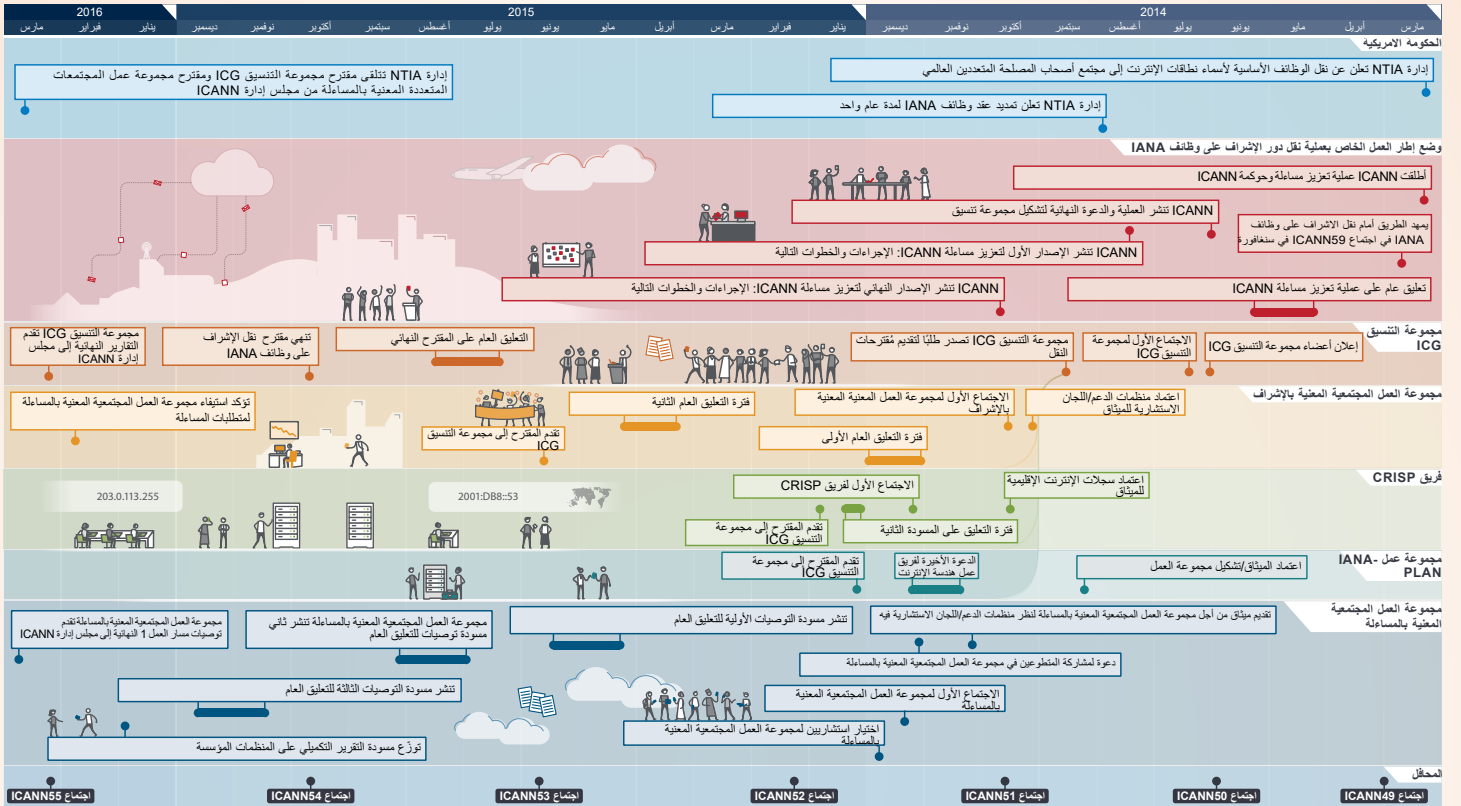 2014
2015
2016
مارس
أبريل
مايو
يونيو
يوليو
أغسطس
سبتمبر
أكتوبر
نوفمبر
ديسمبر
يناير
فبراير
مارس
أبريل
مايو
يونيو
يوليو
أغسطس
سبتمبر
أكتوبر
نوفمبر
ديسمبر
يناير
فبراير
مارس
الحكومة الأمريكية
إدارة NTIA تعلن عن نقل الوظائف الأساسية لأسماء نطاقات الإنترنت إلى مجتمع أصحاب المصلحة المتعددين العالمي
إدارة NTIA تعلن تمديد عقد وظائف IANA لمدة عام واحد
إدارة NTIA تتلقى مقترح مجموعة التنسيق ICG ومقترح مجموعة عمل المجتمعات
المتعددة المعنية بالمساءلة من مجلس إدارة ICANN
وضع إطار العمل الخاص بعملية نقل دور الإشراف على وظائف IANA
أطلقت ICANN عملية تعزيز مساءلة وحوكمة ICANN
ICANN تنشر العملية والدعوة النهائية لتشكيل مجموعة تنسيق
يمهد الطريق أمام نقل الاشراف على وظائف
IANA في اجتماع ICANN59 في سنغافورة
ICANN تنشر الإصدار الأول لتعزيز مساءلة ICANN: الإجراءات والخطوات التالية
تعليق عام على عملية تعزيز مساءلة ICANN
ICANN تنشر الإصدار النهائي لتعزيز مساءلة ICANN: الإجراءات والخطوات التالية
مجموعة التنسيق
ICG
إعلان أعضاء مجموعة التنسيق ICG
الاجتماع الأول لمجموعة
التنسيق ICG
مجموعة التنسيق ICG تصدر طلبًا لتقديم مُقترحات
النقل
التعليق العام على المقترح النهائي
تنهي مقترح نقل الإشراف
على وظائف IANA
مجموعة التنسيق ICG تقدم
التقارير النهائية إلى مجلس
إدارة ICANN
مجموعة العمل المجتمعية المعنية بالإشراف
اعتماد منظمات الدعم/اللجان
الاستشارية للميثاق
الاجتماع الأول لمجموعة العمل المعنية المعنية
بالإشراف
فترة التعليق العام الأولى
فترة التعليق العام الثانية
تقدم المقترح إلى مجموعة التنسيق
ICG
تؤكد استيفاء مجموعة العمل المجتمعية المعنية بالمساءلة
لمتطلبات المساءلة
فريق CRISP
اعتماد سجلات الإنترنت الإقليمية
للميثاق
الاجتماع الأول لفريق CRISP
فترة التعليق على المسودة الثانية
تقدم المقترح إلى مجموعة
التنسيق ICG
2001:DB8::53
203.0.113.255
مجموعة عمل IANA-
PLAN
اعتماد الميثاق/تشكيل مجموعة العمل
الدعوة الأخيرة لفريق
عمل هندسة الإنترنت
تقدم المقترح إلى مجموعة
التنسيق ICG
مجموعة العمل المجتمعية
المعنية بالمساءلة
تقديم ميثاق من أجل مجموعة العمل المجتمعية المعنية بالمساءلة لنظر منظمات الدعم/اللجان الاستشارية فيه
دعوة لمشاركة المتطوعين في مجموعة العمل المجتمعية المعنية بالمساءلة
الاجتماع الأول لمجموعة العمل المجتمعية المعنية
بالمساءلة
اختيار استشاريين لمجموعة العمل المجتمعية المعنية
بالمساءلة
تنشر مسودة التوصيات الأولية للتعليق العام
مجموعة العمل المجتمعية المعنية بالمساءلة تنشر ثاني
مسودة توصيات للتعليق العام
تنشر مسودة التوصيات الثالثة للتعليق العام
توزّع مسودة التقرير التكميلي على المنظمات المؤسسة
مجموعة العمل المجتمعية المعنية بالمساءلة تقدم
توصيات مسار العمل 1 النهائية إلى مجلس إدارة ICANN
المحافل
اجتماع ICANN49
اجتماع ICANN50
اجتماع ICANN51
اجتماع ICANN52
اجتماع ICANN53
اجتماع ICANN54
اجتماع ICANN55